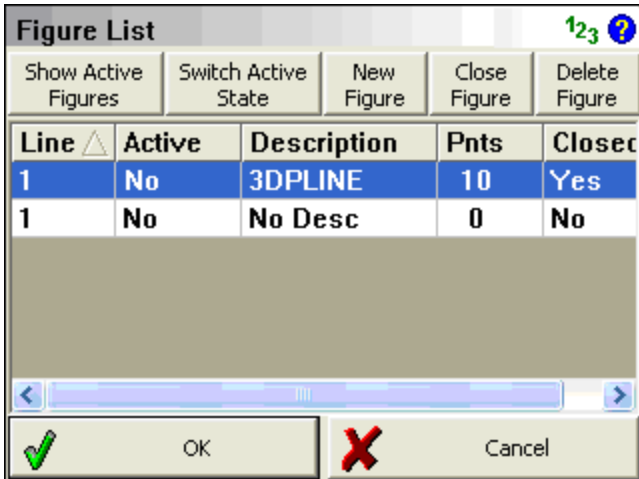 Figure List 123 ?
Show Active Figures Switch Active State New Figure Close Figure Delete Figure
Line Active Description Pnts Closed
1 No 3DPLINE 10 Yes
1 No No Desc 0 No
OK Cancel